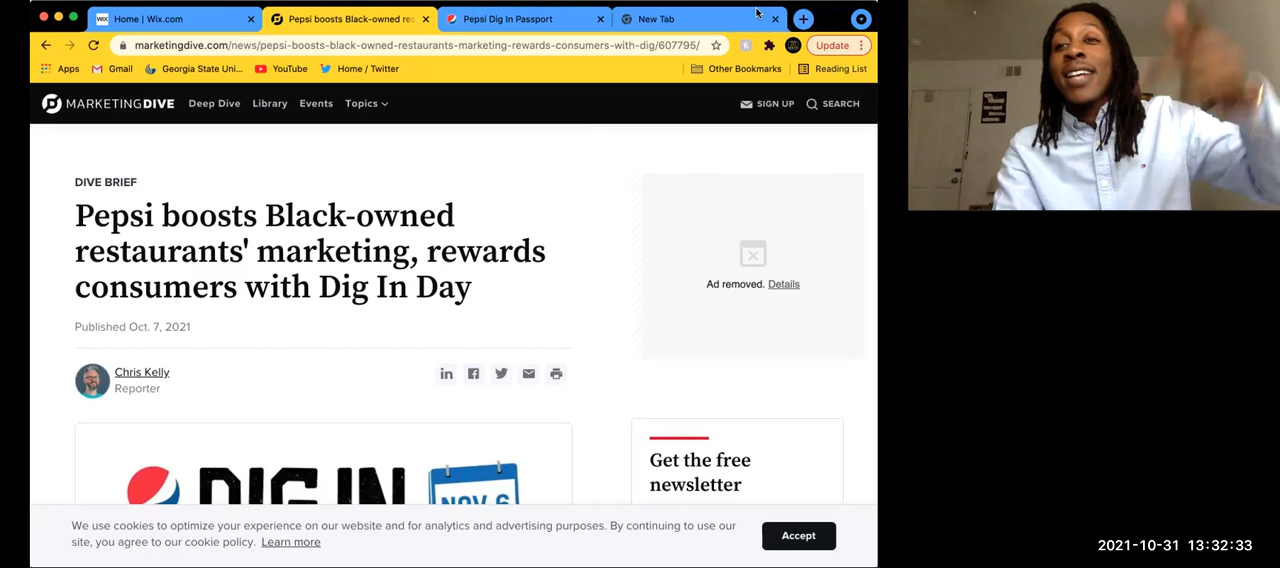 WIX Home | Wix.com
Pepsi boosts Black-owned res
Pepsi Dig In Passport
New Tab
marketingdive.com/news/pepsi-boosts-black-owned-restaurants-marketing-rewards-consumers-with-dig/607795/
Update
Apps
Gmail
Georgia State Uni...
YouTube
Home / Twitter
Other Bookmarks
Reading List
MARKETINGDIVE
Deep Dive
Library
Events
Topics
SIGN UP
SEARCH
DIVE BRIEF
Pepsi boosts Black-owned
restaurants' marketing, rewards
consumers with Dig In Day
Published Oct. 7, 2021
Chris Kelly
Reporter
Ad removed. Details
DIG IN
NOV 6
Get the free
newsletter
We use cookies to optimize your experience on our website and for analytics and advertising purposes. By continuing to use our
site, you agree to our cookie policy. Learn more
Accept
2021-10-31 13:32:33